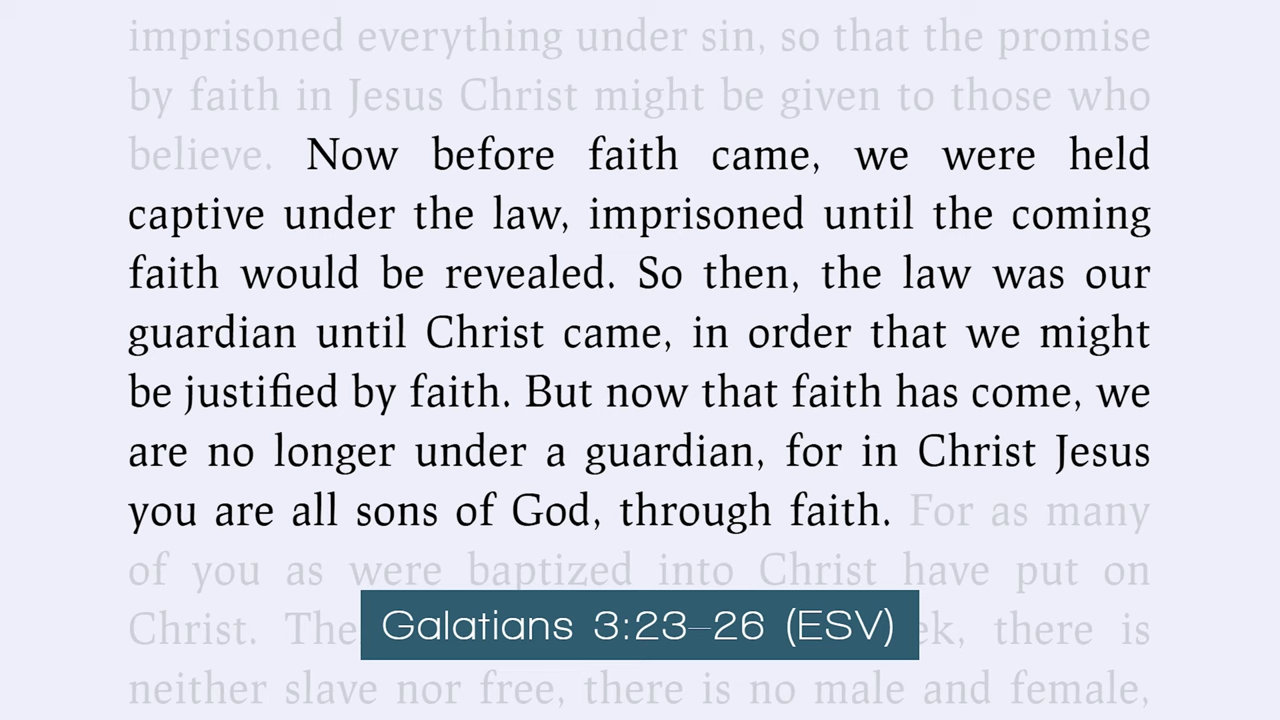 imprisoned everything under sin, so that the promise
by faith in Jesus Christ might be given to those who
believe. Now before faith came, we were held
captive under the law, imprisoned until the coming
faith would be revealed. So then, the law was our
guardian until Christ came, in order that we might
be justified by faith. But now that faith has come, we
are no longer under a guardian, for in Christ Jesus
you are all sons of God, through faith. For as many
of you as were baptized into Christ have put on
Christ. The ek, there is
Galatians 3:23–26 (ESV)
neither slave nor free, there is no male and female,